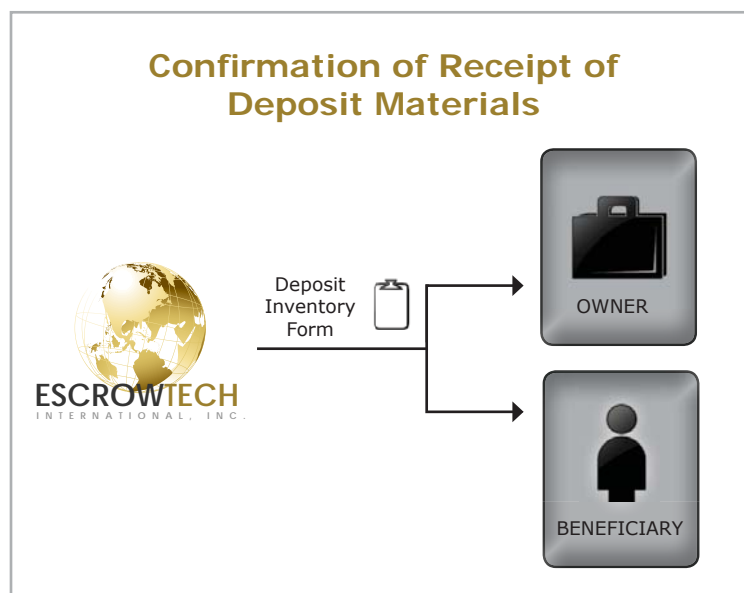 Confirmation of Receipt of
Deposit Materials
Deposit
Inventory
Form
OWNER
ESCROWTECH
INTERNATIONAL, INC.
BENEFICIARY